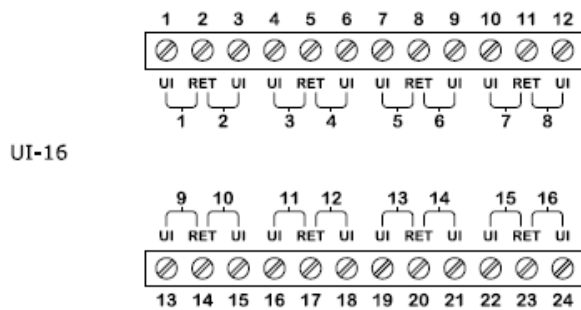 1 2 3 4 5 6 7 8 9 10 11 12
UI RET UI UI RET UI UI RET UI UI RET UI
1 2 3 4 5 6 7 8
UI-16
9 10 11 12 13 14 15 16
UI RET UI UI RET UI UI RET UI UI RET UI
13 14 15 16 17 18 19 20 21 22 23 24